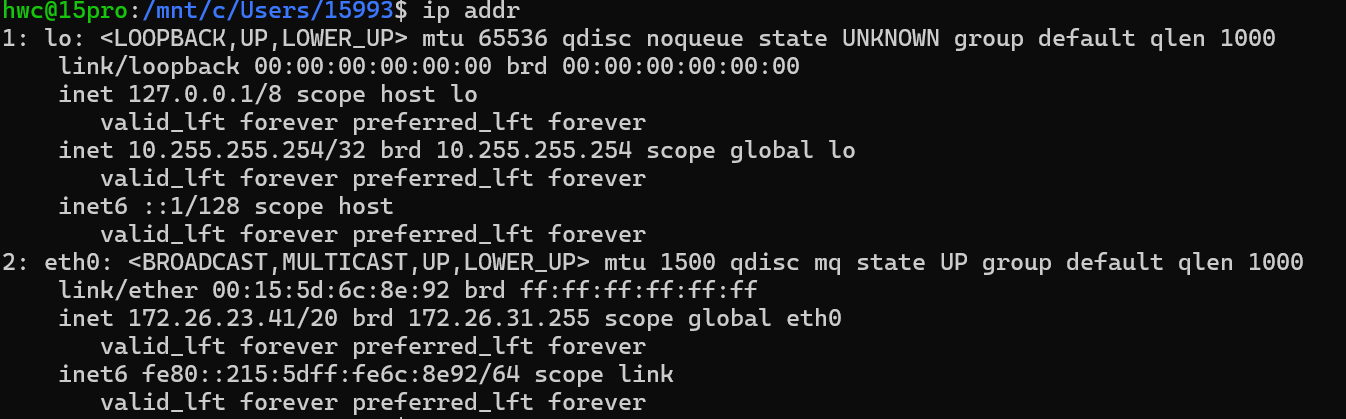 hwc@15pro:/mnt/c/Users/15993$ ip addr
1: lo: <LOOPBACK,UP,LOWER_UP> mtu 65536 qdisc noqueue state UNKNOWN group default qlen 1000
    link/loopback 00:00:00:00:00:00 brd 00:00:00:00:00:00
    inet 127.0.0.1/8 scope host lo
       valid_lft forever preferred_lft forever
    inet 10.255.255.254/32 brd 10.255.255.254 scope global lo
       valid_lft forever preferred_lft forever
    inet6 ::1/128 scope host
       valid_lft forever preferred_lft forever
2: eth0: <BROADCAST,MULTICAST,UP,LOWER_UP> mtu 1500 qdisc mq state UP group default qlen 1000
    link/ether 00:15:5d:6c:8e:92 brd ff:ff:ff:ff:ff:ff
    inet 172.26.23.41/20 brd 172.26.31.255 scope global eth0
       valid_lft forever preferred_lft forever
    inet6 fe80::215:5dff:fe6c:8e92/64 scope link
       valid_lft forever preferred_lft forever